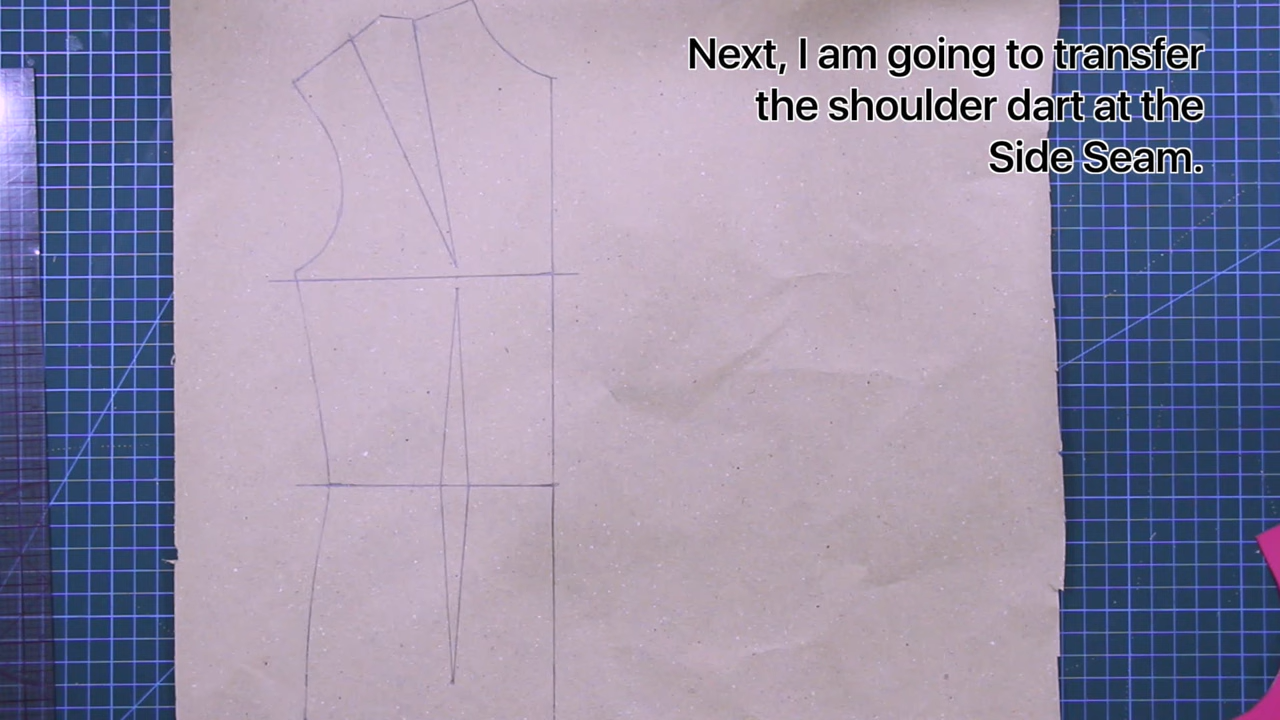 Next, I am going to transfer
the shoulder dart at the
Side Seam.